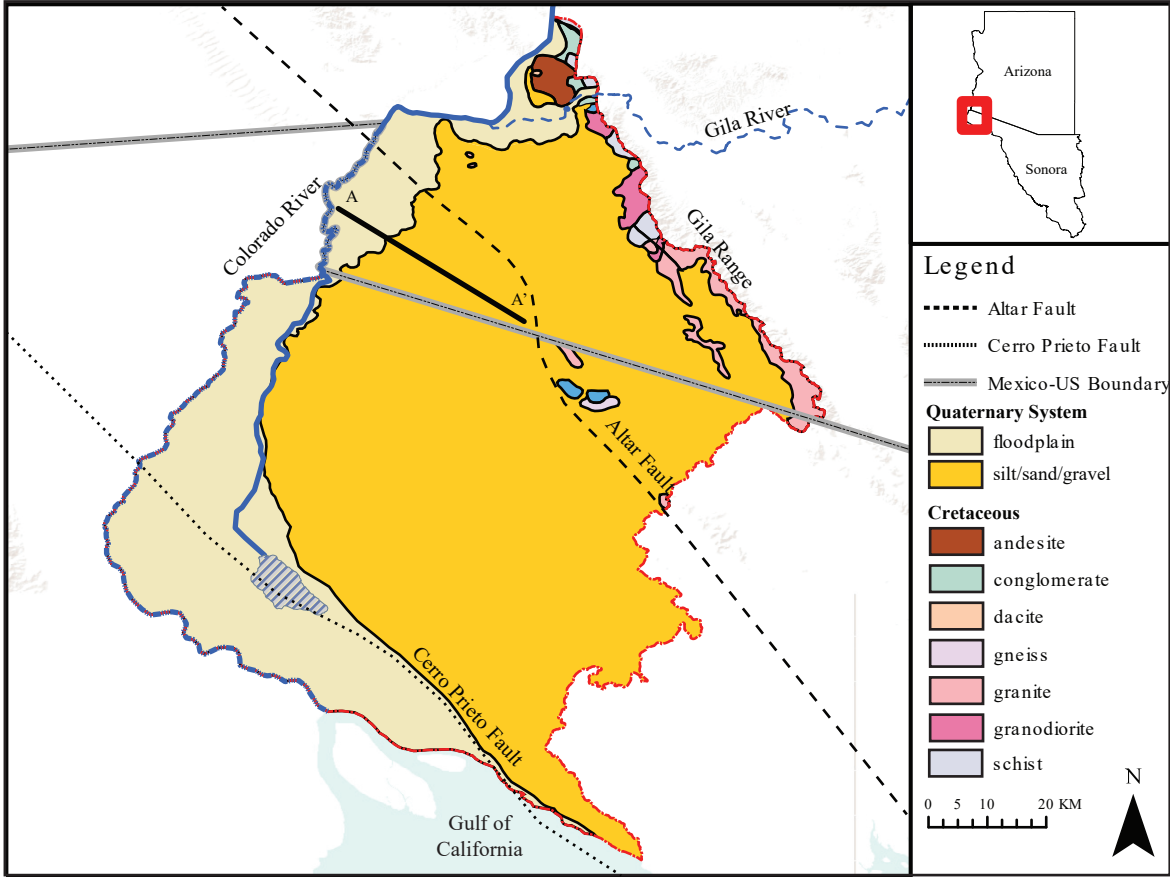 Gila River
Colorado River
A
Gila Range
A'
Altar Fault
Cerro Prieto Fault
Gulf of
California
Arizona
Sonora
Legend
Altar Fault
Cerro Prieto Fault
Mexico-US Boundary
Quaternary System
floodplain
silt/sand/gravel
Cretaceous
andesite
conglomerate
dacite
gneiss
granite
granodiorite
schist
N
0 5 10 20 KM